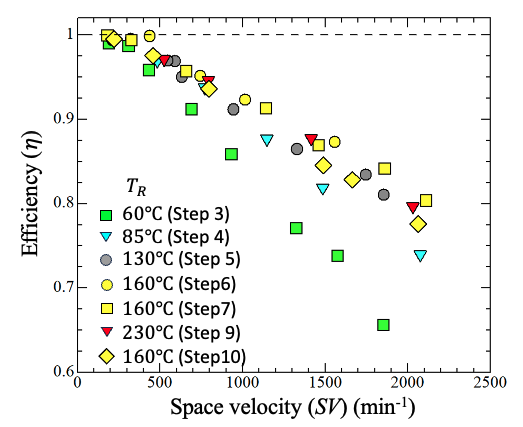 1
0.9
0.8
0.7
0.6
0
500
1000
1500
2000
2500
Efficiency (η)
Space velocity (SV) (min-1)
TR
60°C (Step 3)
85°C (Step 4)
130°C (Step 5)
160°C (Step6)
160°C (Step7)
230°C (Step 9)
160°C (Step10)